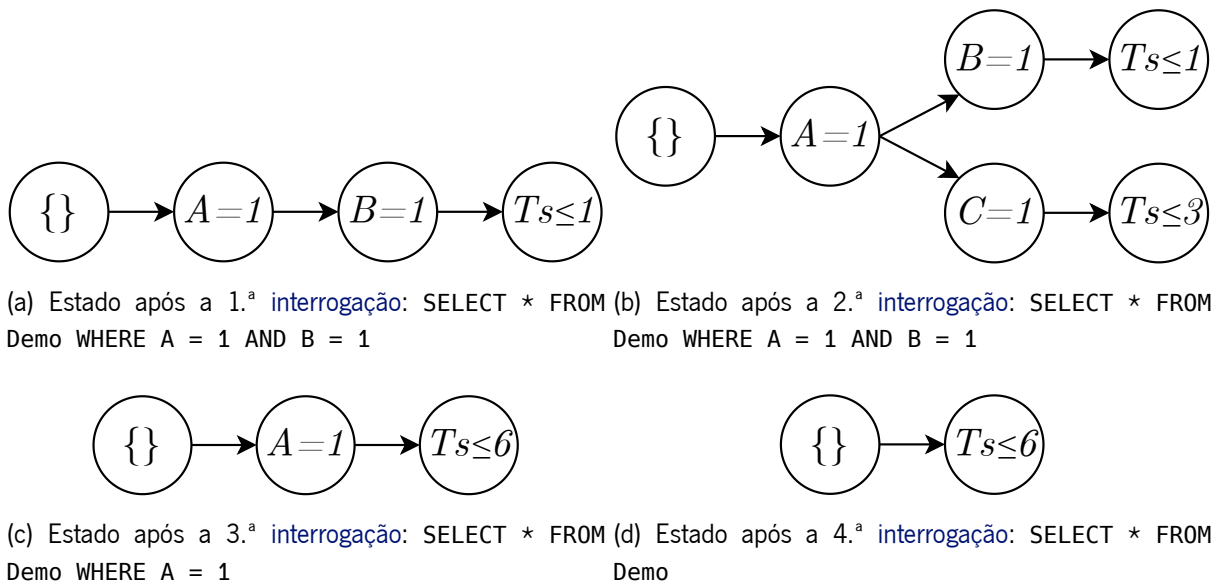 {} A=1 B=1 Ts≤1
(a) Estado após a 1.ª interrogação: SELECT * FROM
Demo WHERE A = 1 AND B = 1
B=1 Ts≤1
{} A=1
C=1 Ts≤3
(b) Estado após a 2.ª interrogação: SELECT * FROM
Demo WHERE A = 1 AND B = 1
{} A=1 Ts≤6
(c) Estado após a 3.ª interrogação: SELECT * FROM
Demo WHERE A = 1
{} Ts≤6
(d) Estado após a 4.ª interrogação: SELECT * FROM
Demo